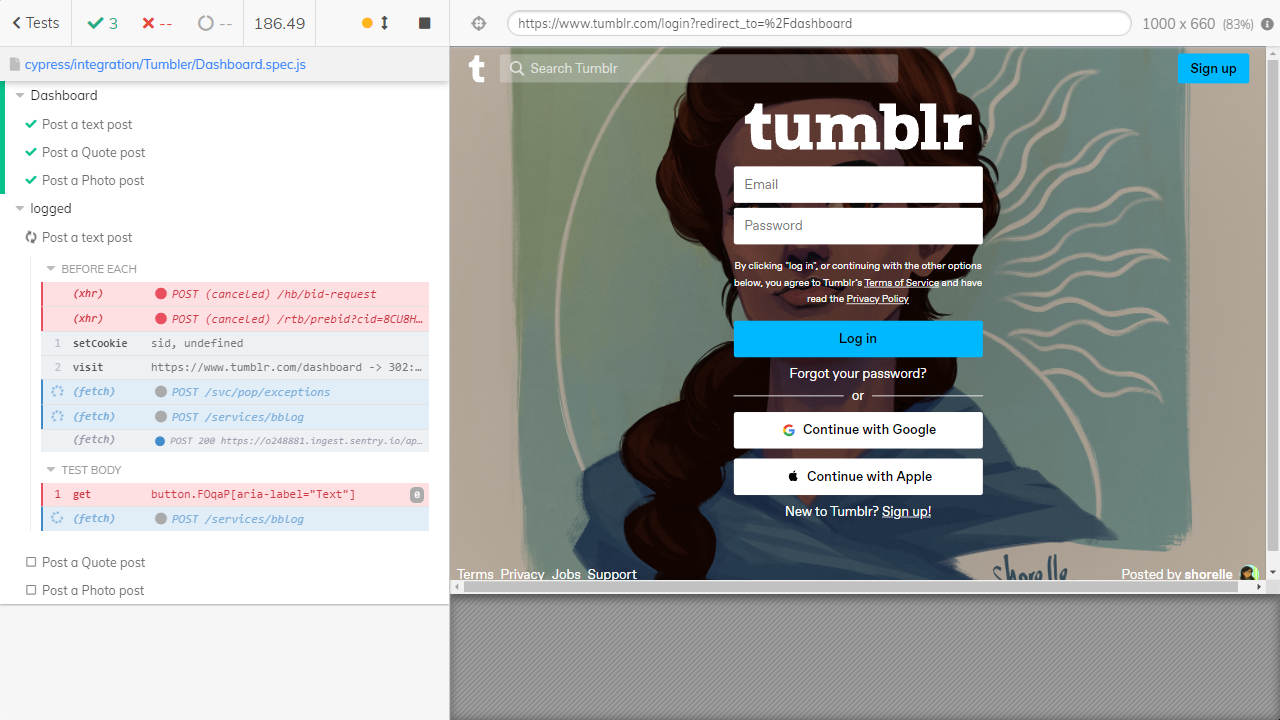 Tests
3
--
--
186.49
https://www.tumblr.com/login?redirect_to=%2Fdashboard
1000 x 660 (83%)
cypress/integration/Tumbler/Dashboard.spec.js
Dashboard
Post a text post
Post a Quote post
Post a Photo post
logged
Post a text post
BEFORE EACH
(xhr) POST (canceled) /hb/bid-request
(xhr) POST (canceled) /rtb/prebid?cid=8CU8H…
1 setCookie sid, undefined
2 visit https://www.tumblr.com/dashboard -> 302:…
(fetch) POST /svc/pop/exceptions
(fetch) POST /services/bblog
(fetch) POST 200 https://o248881.ingest.sentry.io/ap…
TEST BODY
1 get button.FOqaP[aria-label="Text"] 0
(fetch) POST /services/bblog
Post a Quote post
Post a Photo post
t
Search Tumblr
Sign up
tumblr
Email
Password
By clicking "log in", or continuing with the other options
below, you agree to Tumblr's Terms of Service and have
read the Privacy Policy
Log in
Forgot your password?
or
Continue with Google
Continue with Apple
New to Tumblr? Sign up!
Shorelle
Terms Privacy Jobs Support
Posted by shorelle